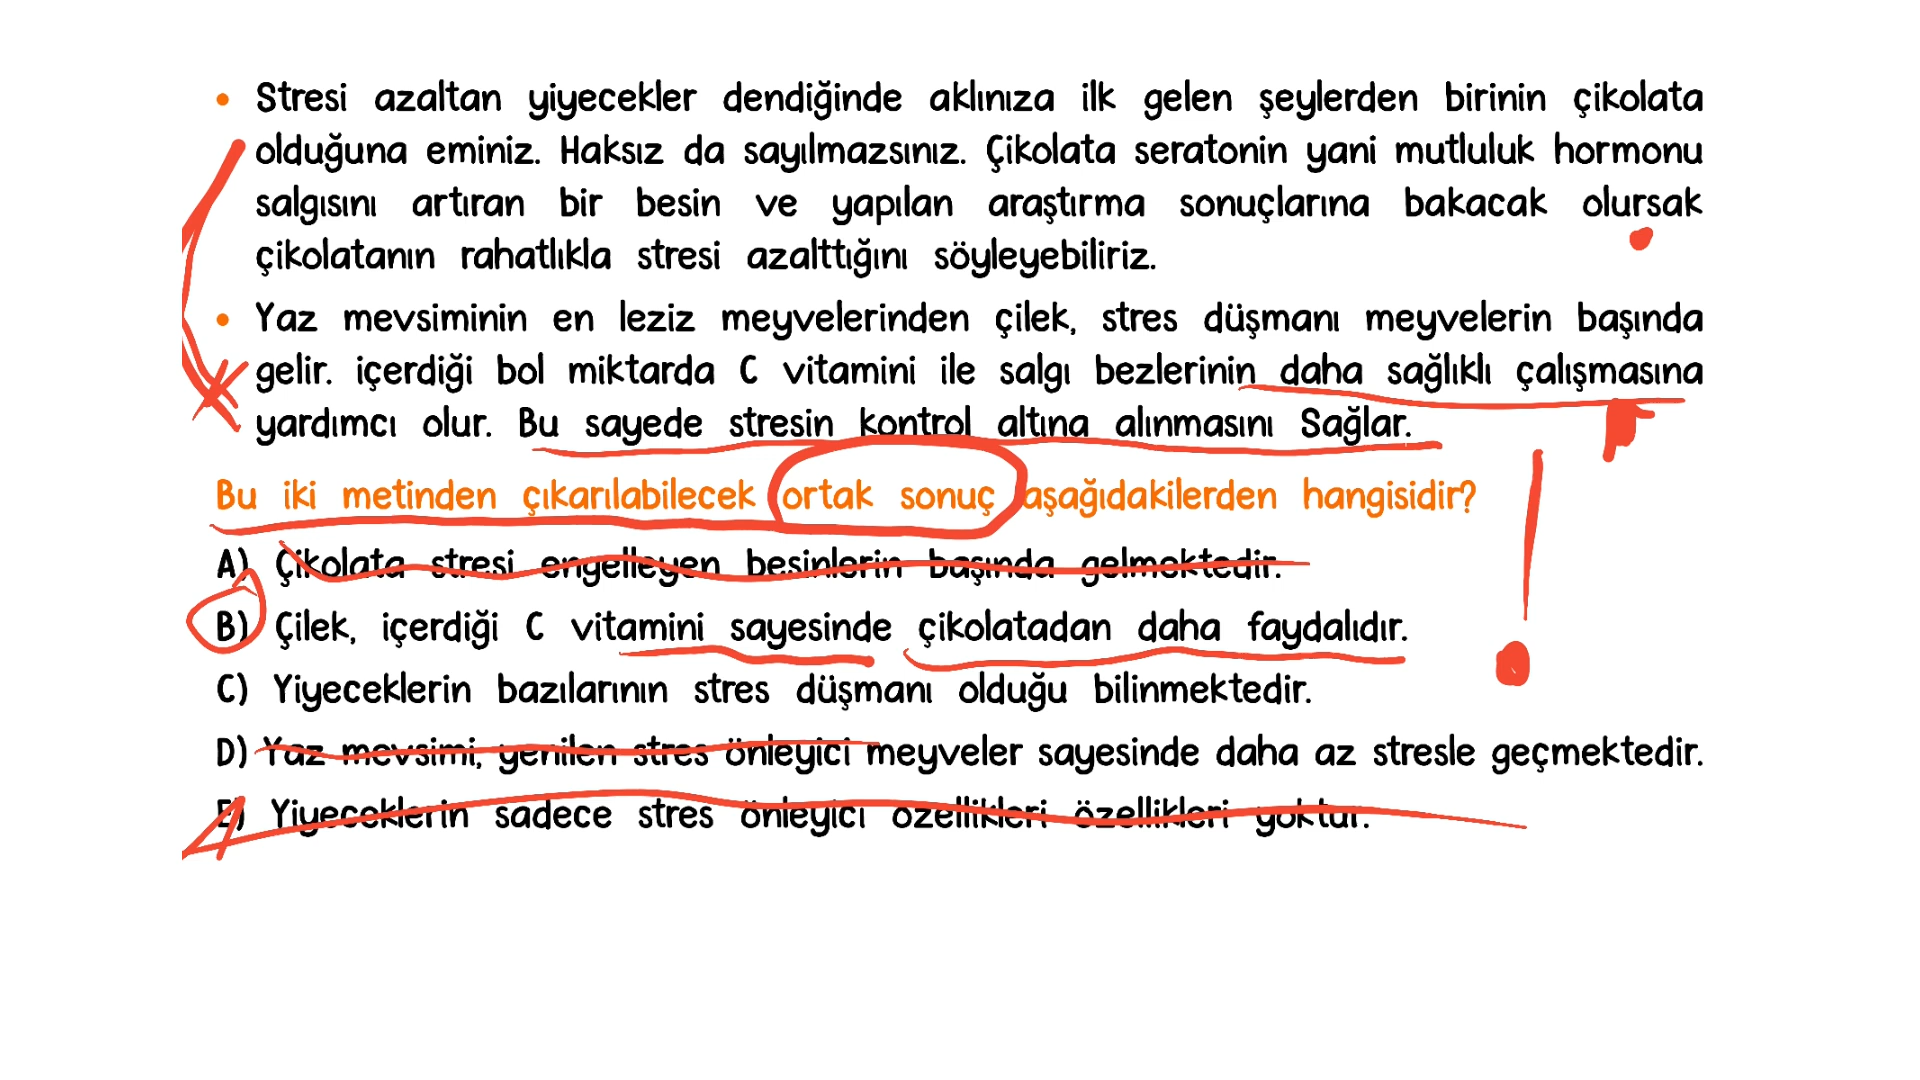 • Stresi azaltan yiyecekler dendiğinde aklınıza ilk gelen şeylerden birinin çikolata
olduğuna eminiz. Haksız da sayılmazsınız. Çikolata seratonin yani mutluluk hormonu
salgısını artıran bir besin ve yapılan araştırma sonuçlarına bakacak olursak
çikolatanın rahatlıkla stresi azalttığını söyleyebiliriz.
• Yaz mevsiminin en leziz meyvelerinden çilek, stres düşmanı meyvelerin başında
gelir. içerdiği bol miktarda C vitamini ile salgı bezlerinin daha sağlıklı çalışmasına
yardımcı olur. Bu sayede stresin kontrol altına alınmasını Sağlar.
Bu iki metinden çıkarılabilecek ortak sonuç aşağıdakilerden hangisidir?
A) Çikolata stresi engelleyen besinlerin başında gelmektedir.
B) Çilek, içerdiği C vitamini sayesinde çikolatadan daha faydalıdır.
C) Yiyeceklerin bazılarının stres düşmanı olduğu bilinmektedir.
D) Yaz mevsimi, yenilen stres önleyici meyveler sayesinde daha az stresle geçmektedir.
E) Yiyeceklerin sadece stres önleyici özellikleri özellikleri yoktur.